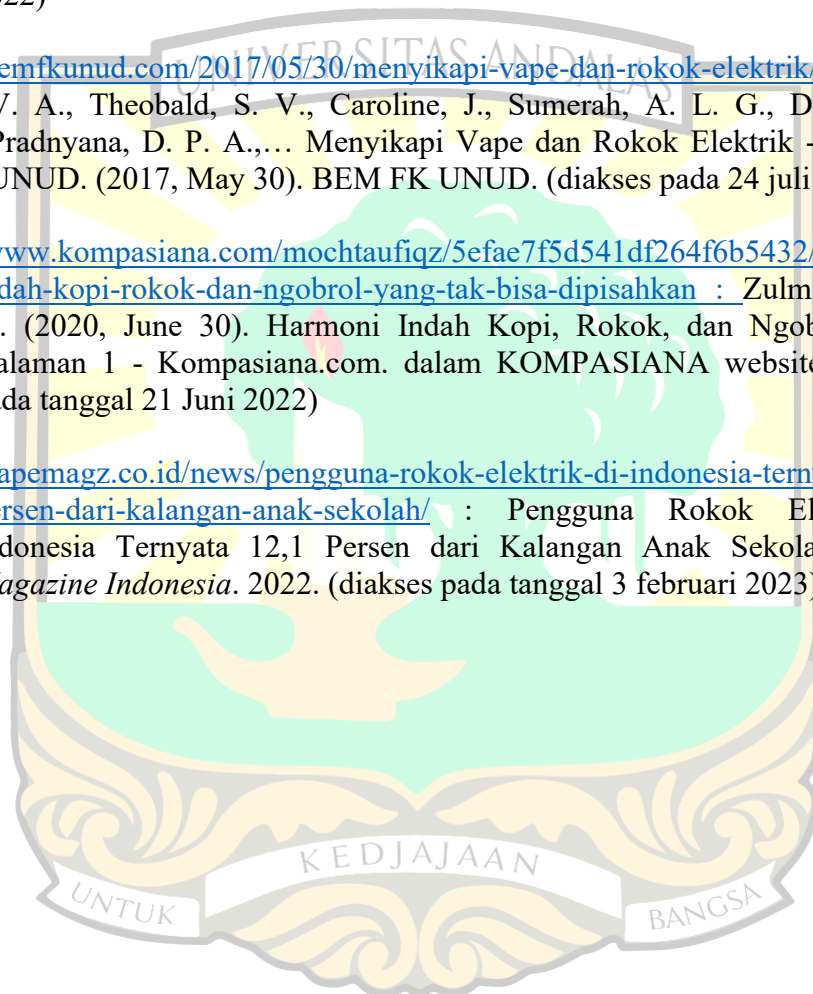 022)
UNIVERSITAS ANDALAS
emfkunud.com/2017/05/30/menyikapi-vape-dan-rokok-elektrik/
V. A., Theobald, S. V., Caroline, J., Sumerah, A. L. G., D
Pradnyana, D. P. A.,… Menyikapi Vape dan Rokok Elektrik -
UNUD. (2017, May 30). BEM FK UNUD. (diakses pada 24 juli
www.kompasiana.com/mochtaufiqz/5efae7f5d541df264f6b5432/
dah-kopi-rokok-dan-ngobrol-yang-tak-bisa-dipisahkan : Zulm
. (2020, June 30). Harmoni Indah Kopi, Rokok, dan Ngob
alaman 1 - Kompasiana.com. dalam KOMPASIANA website
ada tanggal 21 Juni 2022)
apemagz.co.id/news/pengguna-rokok-elektrik-di-indonesia-tern
ersen-dari-kalangan-anak-sekolah/ : Pengguna Rokok El
ndonesia Ternyata 12,1 Persen dari Kalangan Anak Sekola
agazine Indonesia. 2022. (diakses pada tanggal 3 februari 2023)
KEDJAJAAN
UNTUK
BANGSA